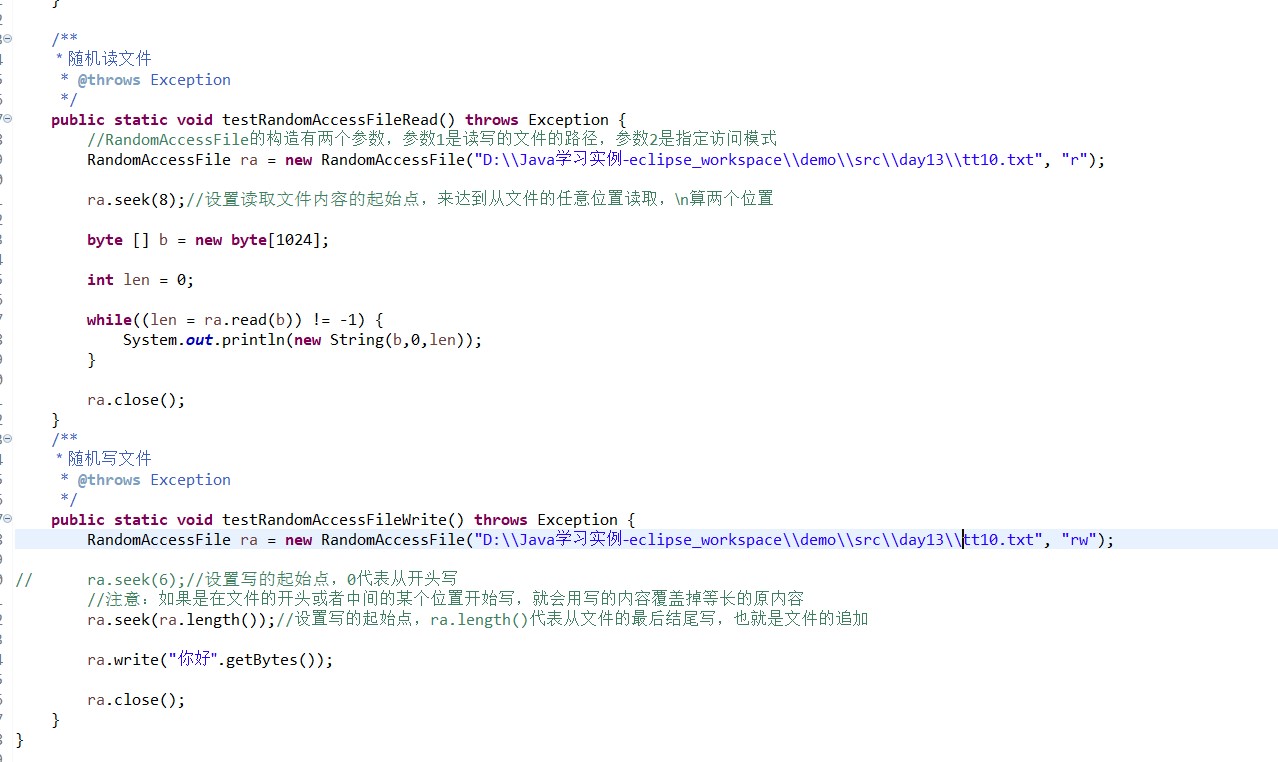 }
/**
* 随机读文件
* @throws Exception
*/
public static void testRandomAccessFileRead() throws Exception {
//RandomAccessFile的构造有两个参数，参数1是读写的文件的路径，参数2是指定访问模式
RandomAccessFile ra = new RandomAccessFile("D:\\Java学习实例-eclipse_workspace\\demo\\src\\day13\\tt10.txt", "r");
ra.seek(8);//设置读取文件内容的起始点，来达到从文件的任意位置读取，\n算两个位置
byte [] b = new byte[1024];
int len = 0;
while((len = ra.read(b)) != -1) {
System.out.println(new String(b,0,len));
}
ra.close();
}
/**
* 随机写文件
* @throws Exception
*/
public static void testRandomAccessFileWrite() throws Exception {
RandomAccessFile ra = new RandomAccessFile("D:\\Java学习实例-eclipse_workspace\\demo\\src\\day13\\tt10.txt", "rw");
// ra.seek(6);//设置写的起始点，0代表从开头写
//注意：如果是在文件的开头或者中间的某个位置开始写，就会用写的内容覆盖掉等长的原内容
ra.seek(ra.length());//设置写的起始点，ra.length()代表从文件的最后结尾写，也就是文件的追加
ra.write("你好".getBytes());
ra.close();
}
}